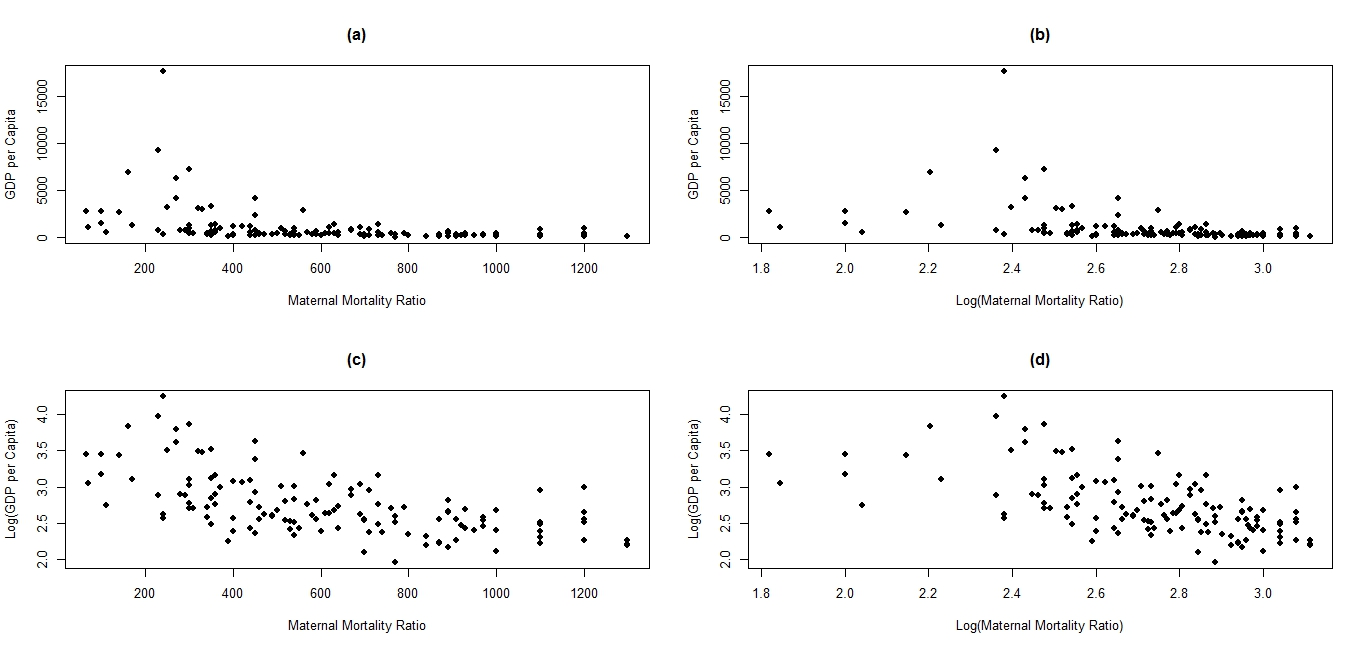 (a)
GDP per Capita
15000
10000
5000
0
200 400 600 800 1000 1200
Maternal Mortality Ratio
(b)
GDP per Capita
15000
10000
5000
0
1.8 2.0 2.2 2.4 2.6 2.8 3.0
Log(Maternal Mortality Ratio)
(c)
Log(GDP per Capita)
4.0
3.5
3.0
2.5
2.0
200 400 600 800 1000 1200
Maternal Mortality Ratio
(d)
Log(GDP per Capita)
4.0
3.5
3.0
2.5
2.0
1.8 2.0 2.2 2.4 2.6 2.8 3.0
Log(Maternal Mortality Ratio)